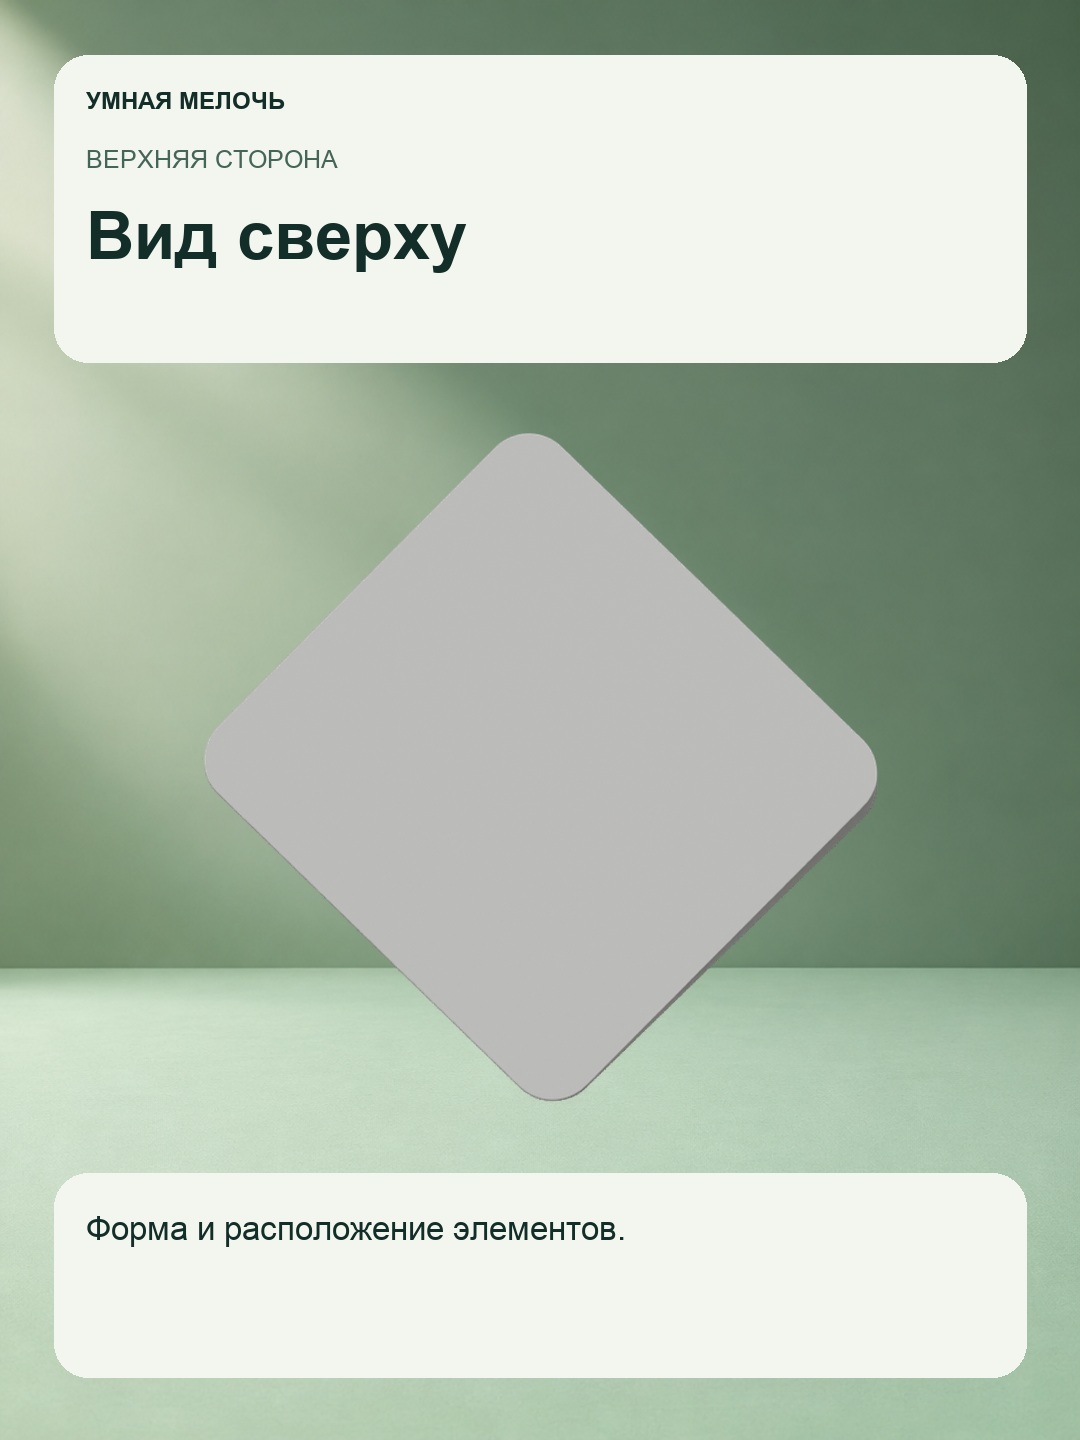 УМНАЯ МЕЛОЧЬ
ВЕРХНЯЯ СТОРОНА
Вид сверху
Форма и расположение элементов.